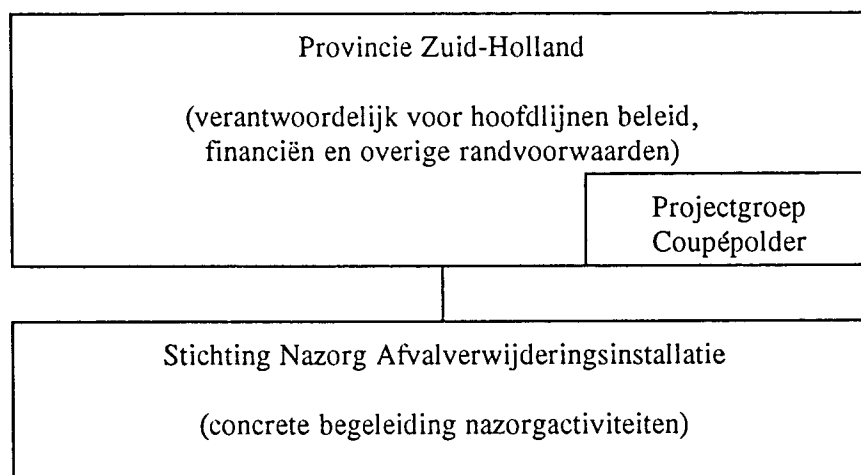 Provincie Zuid-Holland
(verantwoordelijk voor hoofdlijnen beleid,
financiën en overige randvoorwaarden)
Projectgroep
Coupépolder
Stichting Nazorg Afvalverwijderingsinstallatie
(concrete begeleiding nazorgactiviteiten)